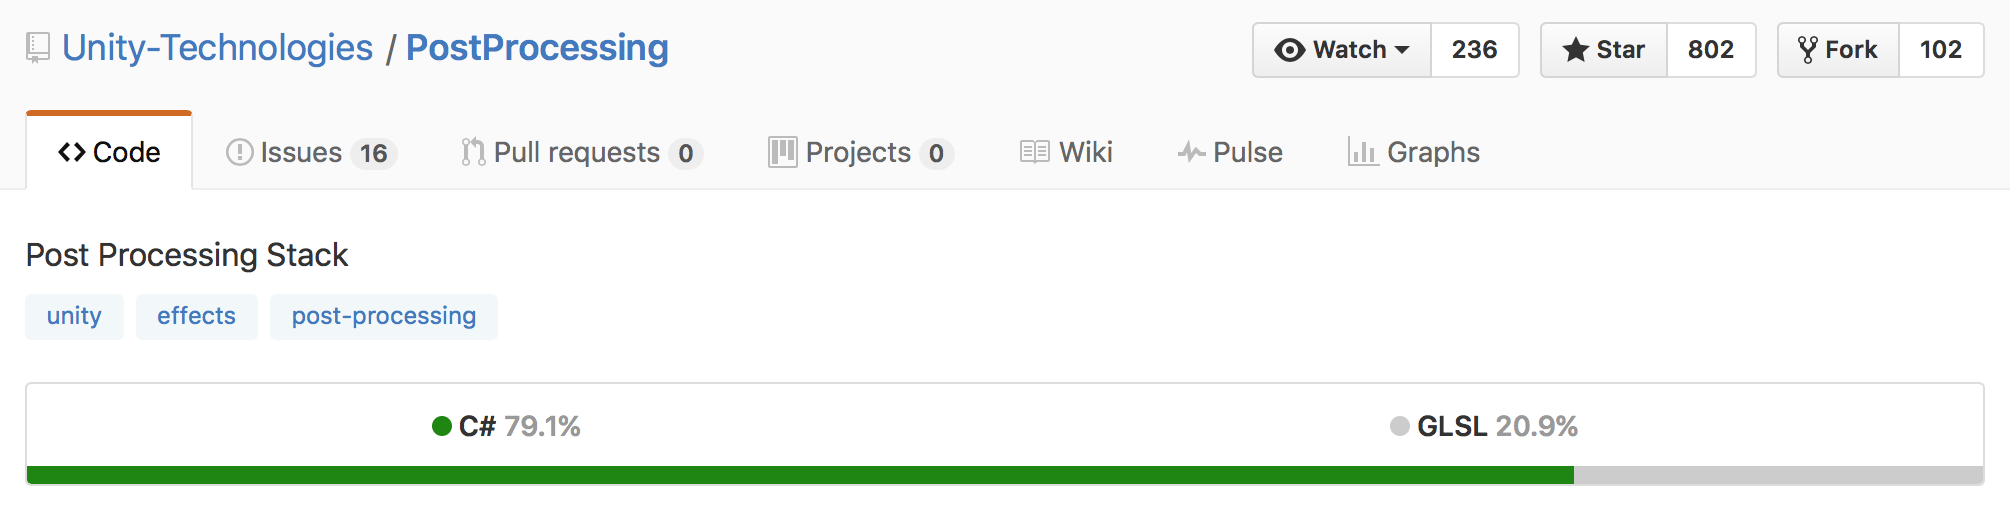 Unity-Technologies / PostProcessing Watch 236 Star 802 Fork 102
Code Issues 16 Pull requests 0 Projects 0 Wiki Pulse Graphs
Post Processing Stack
unity effects post-processing
C# 79.1% GLSL 20.9%